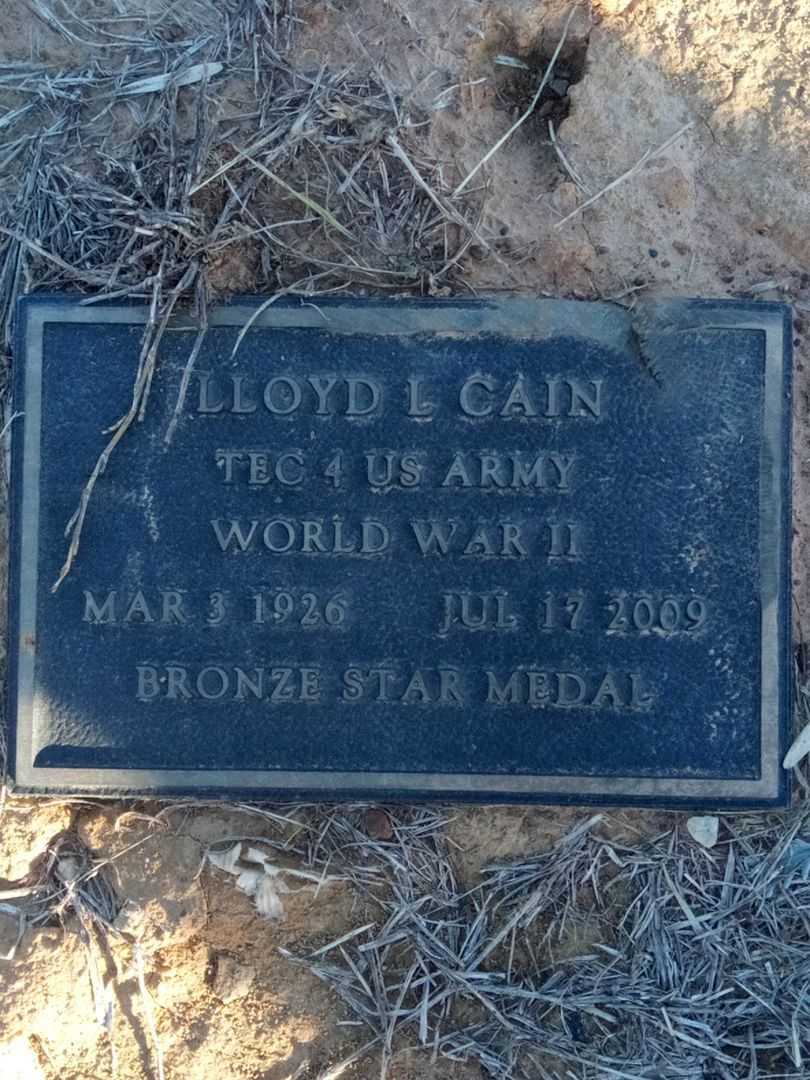 LLOYD L CAIN
TEC 4 US ARMY
WORLD WAR II
MAR 3 1926 JUL 17 2009
BRONZE STAR MEDAL